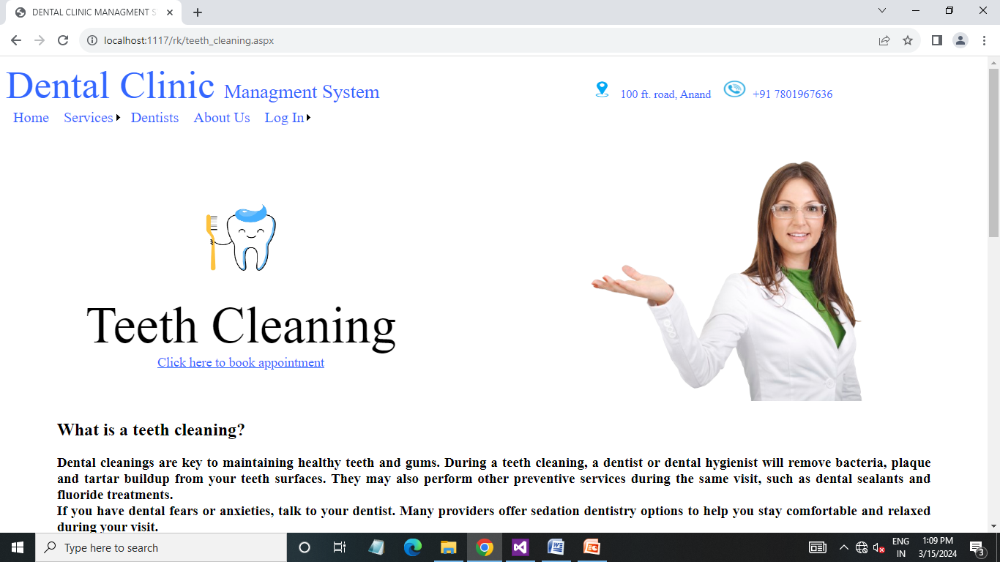 DENTAL CLINIC MANAGMENT S
localhost:1117/rk/teeth_cleaning.aspx
Dental Clinic Managment System
100 ft. road, Anand
+91 7801967636
Home Services Dentists About Us Log In
Teeth Cleaning
Click here to book appointment
What is a teeth cleaning?
Dental cleanings are key to maintaining healthy teeth and gums. During a teeth cleaning, a dentist or dental hygienist will remove bacteria, plaque
and tartar buildup from your teeth surfaces. They may also perform other preventive services during the same visit, such as dental sealants and
fluoride treatments.
If you have dental fears or anxieties, talk to your dentist. Many providers offer sedation dentistry options to help you stay comfortable and relaxed
during your visit.
Type here to search
ENG
IN
1:09 PM
3/15/2024
3